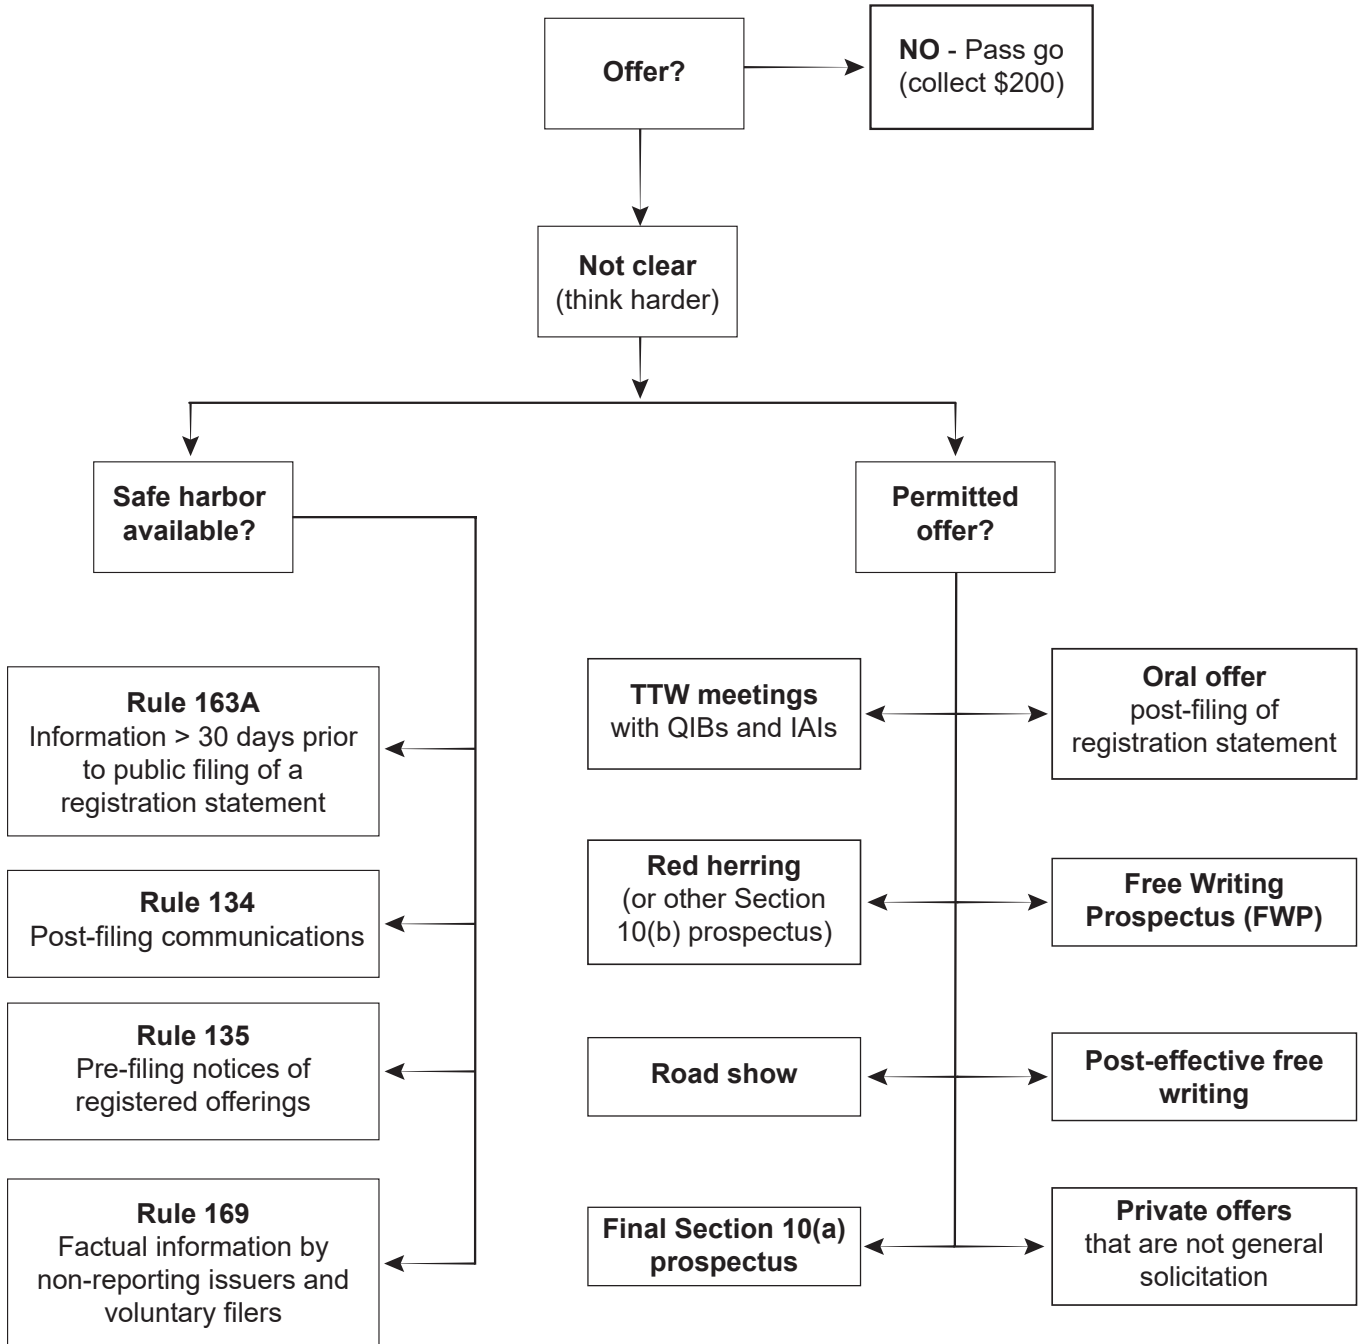 Offer?
NO - Pass go
(collect $200)
Not clear
(think harder)
Safe harbor
available?
Permitted
offer?
Rule 163A
Information > 30 days prior
to public filing of a
registration statement
Rule 134
Post-filing communications
Rule 135
Pre-filing notices of
registered offerings
Rule 169
Factual information by
non-reporting issuers and
voluntary filers
TTW meetings
with QIBs and IAIs
Oral offer
post-filing of
registration statement
Red herring
(or other Section
10(b) prospectus)
Free Writing
Prospectus (FWP)
Road show
Post-effective free
writing
Final Section 10(a)
prospectus
Private offers
that are not general
solicitation